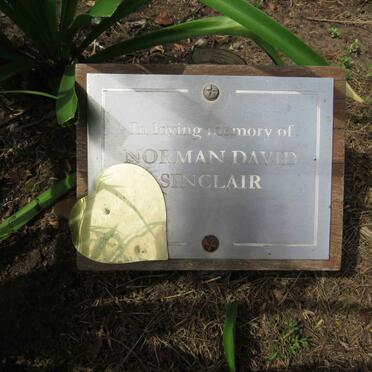 In loving memory of
NORMAN DAVID
SINCLAIR